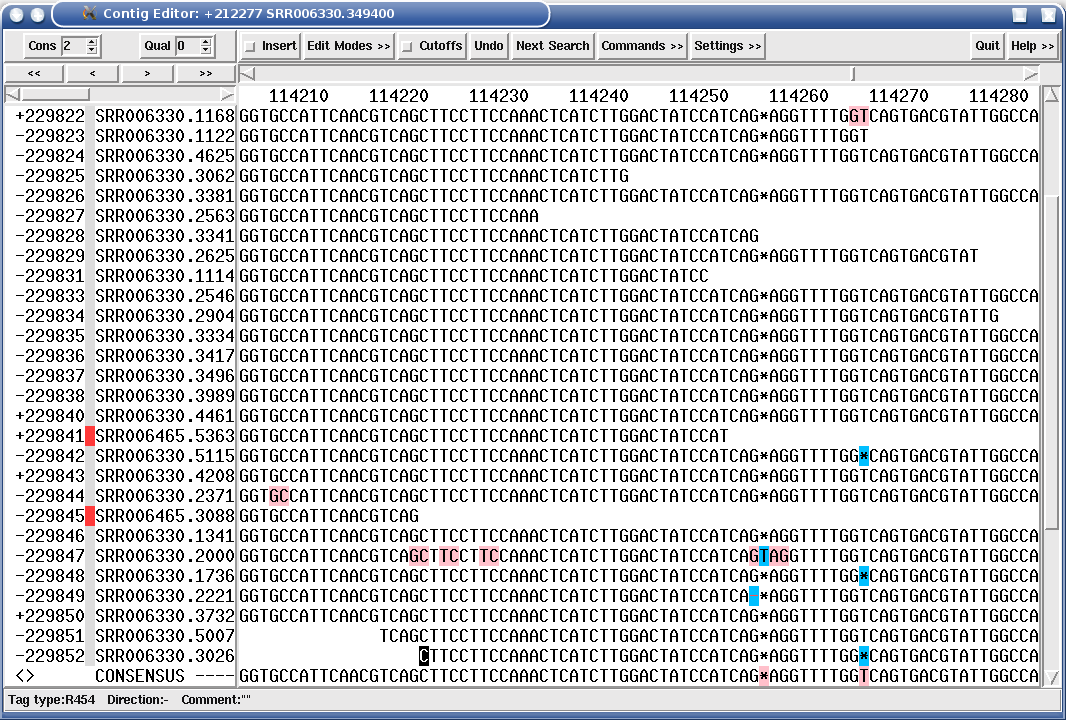 Contig Editor: +212277 SRR006330.349400
Cons 2 Qual 0 Insert Edit Modes >> Cutoffs Undo Next Search Commands >> Settings >> Quit Help >>
<< < > >>
114210 114220 114230 114240 114250 114260 114270 114280
+229822 SRR006330.1168 GGTGCCATTCAACGTCAGCTTCCTTCCAAACTCATCTTGGACTATCCATCAG*AGGTTTTGGTCAGTGACGTATTGGCCA
-229823 SRR006330.1122 GGTGCCATTCAACGTCAGCTTCCTTCCAAACTCATCTTGGACTATCCATCAG*AGGTTTTGGT
-229824 SRR006330.4625 GGTGCCATTCAACGTCAGCTTCCTTCCAAACTCATCTTGGACTATCCATCAG*AGGTTTTGGTCAGTGACGTATTGGCCA
-229825 SRR006330.3062 GGTGCCATTCAACGTCAGCTTCCTTCCAAACTCATCTTG
-229826 SRR006330.3381 GGTGCCATTCAACGTCAGCTTCCTTCCAAACTCATCTTGGACTATCCATCAG*AGGTTTTGGTCAGTGACGTATTGGCCA
-229827 SRR006330.2563 GGTGCCATTCAACGTCAGCTTCCTTCCAAA
-229828 SRR006330.3341 GGTGCCATTCAACGTCAGCTTCCTTCCAAACTCATCTTGGACTATCCATCAG
-229829 SRR006330.2625 GGTGCCATTCAACGTCAGCTTCCTTCCAAACTCATCTTGGACTATCCATCAG*AGGTTTTGGTCAGTGACGTAT
-229831 SRR006330.1114 GGTGCCATTCAACGTCAGCTTCCTTCCAAACTCATCTTGGACTATCC
-229833 SRR006330.2546 GGTGCCATTCAACGTCAGCTTCCTTCCAAACTCATCTTGGACTATCCATCAG*AGGTTTTGGTCAGTGACGTATTGGCCA
-229834 SRR006330.2904 GGTGCCATTCAACGTCAGCTTCCTTCCAAACTCATCTTGGACTATCCATCAG*AGGTTTTGGTCAGTGACGTATTG
-229835 SRR006330.3334 GGTGCCATTCAACGTCAGCTTCCTTCCAAACTCATCTTGGACTATCCATCAG*AGGTTTTGGTCAGTGACGTATTGGCCA
-229836 SRR006330.3417 GGTGCCATTCAACGTCAGCTTCCTTCCAAACTCATCTTGGACTATCCATCAG*AGGTTTTGGTCAGTGACGTATTGGCCA
-229837 SRR006330.3496 GGTGCCATTCAACGTCAGCTTCCTTCCAAACTCATCTTGGACTATCCATCAG*AGGTTTTGGTCAGTGACGTATTGGCCA
-229838 SRR006330.3989 GGTGCCATTCAACGTCAGCTTCCTTCCAAACTCATCTTGGACTATCCATCAG*AGGTTTTGGTCAGTGACGTATTGGCCA
+229840 SRR006330.4461 GGTGCCATTCAACGTCAGCTTCCTTCCAAACTCATCTTGGACTATCCATCAG*AGGTTTTGGTCAGTGACGTATTGGCCA
+229841 SRR006465.5363 GGTGCCATTCAACGTCAGCTTCCTTCCAAACTCATCTTGGACTATCCAT
-229842 SRR006330.5115 GGTGCCATTCAACGTCAGCTTCCTTCCAAACTCATCTTGGACTATCCATCAG*AGGTTTTGG*CAGTGACGTATTGGCCA
+229843 SRR006330.4208 GGTGCCATTCAACGTCAGCTTCCTTCCAAACTCATCTTGGACTATCCATCAG*AGGTTTTGGTCAGTGACGTATTGGCCA
-229844 SRR006330.2371 GGTGCCATTCAACGTCAGCTTCCTTCCAAACTCATCTTGGACTATCCATCAG*AGGTTTTGGTCAGTGACGTATTGGCCA
-229845 SRR006465.3088 GGTGCCATTCAACGTCAG
-229846 SRR006330.1341 GGTGCCATTCAACGTCAGCTTCCTTCCAAACTCATCTTGGACTATCCATCAG*AGGTTTTGGTCAGTGACGTATTGGCCA
-229847 SRR006330.2000 GGTGCCATTCAACGTCAGCTTCCTTCCAAACTCATCTTGGACTATCCATCAGTAGGTTTTGGTCAGTGACGTATTGGCCA
-229848 SRR006330.1736 GGTGCCATTCAACGTCAGCTTCCTTCCAAACTCATCTTGGACTATCCATCAG*AGGTTTTGG*CAGTGACGTATTGGCCA
-229849 SRR006330.2221 GGTGCCATTCAACGTCAGCTTCCTTCCAAACTCATCTTGGACTATCCATCA *AGGTTTTGGTCAGTGACGTATTGGCCA
+229850 SRR006330.3732 GGTGCCATTCAACGTCAGCTTCCTTCCAAACTCATCTTGGACTATCCATCAG*AGGTTTTGGTCAGTGACGTATTGGCCA
-229851 SRR006330.5007 TCAGCTTCCTTCCAAACTCATCTTGGACTATCCATCAG*AGGTTTTGGTCAGTGACGTATTGGCCA
-229852 SRR006330.3026 CTTCCTTCCAAACTCATCTTGGACTATCCATCAG*AGGTTTTGG*CAGTGACGTATTGGCCA
<> CONSENSUS ---- GGTGCCATTCAACGTCAGCTTCCTTCCAAACTCATCTTGGACTATCCATCAG*AGGTTTTGGTCAGTGACGTATTGGCCA
Tag type:R454 Direction:- Comment:""